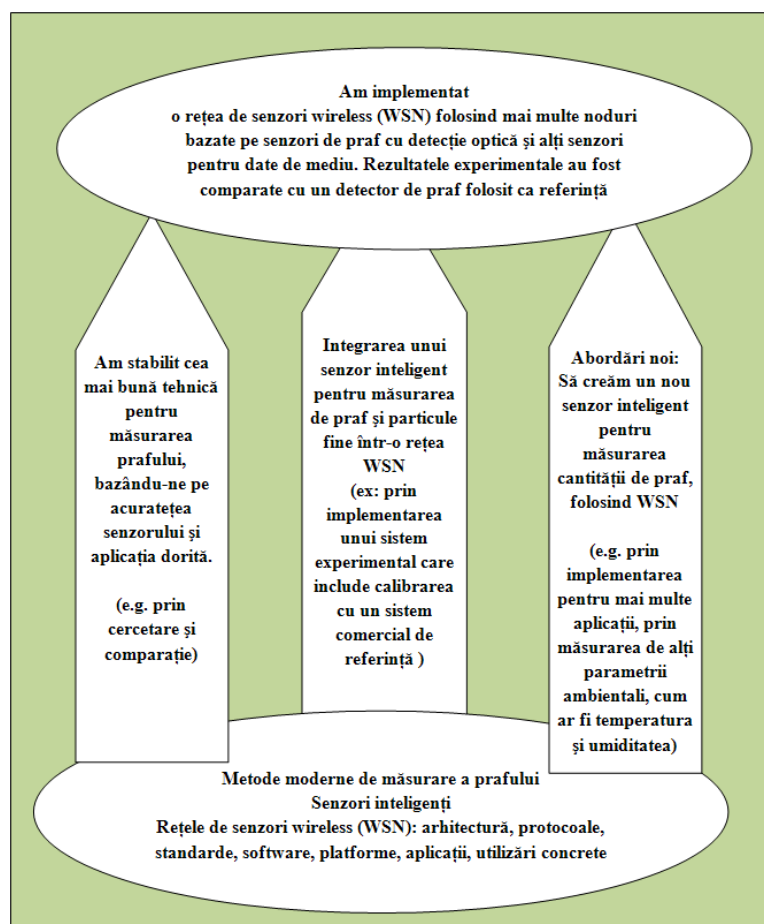 Am implementat
o rețea de senzori wireless (WSN) folosind mai multe noduri
bazate pe senzori de praf cu detecție optică și alți senzori
pentru date de mediu. Rezultatele experimentale au fost
comparate cu un detector de praf folosit ca referință
Am stabilit cea
mai bună tehnică
pentru
măsurarea
prafului,
bazându-ne pe
acuratețea
senzorului și
aplicația dorită.
(e.g. prin
cercetare și
comparație)
Integrarea unui
senzor inteligent
pentru măsurarea
de praf și particule
fine într-o rețea
WSN
(ex: prin
implementarea
unui sistem
experimental care
include calibrarea
cu un sistem
comercial de
referință )
Abordări noi:
Să creăm un nou
senzor inteligent
pentru
măsurarea
cantității de praf,
folosind WSN
(e.g. prin
implementarea
pentru mai multe
aplicații, prin
măsurarea de alți
parametrii
ambientali, cum
ar fi temperatura
și umiditatea)
Metode moderne de măsurare a prafului
Senzori inteligenți
Rețele de senzori wireless (WSN): arhitectură, protocoale,
standarde, software, platforme, aplicații, utilizări concrete